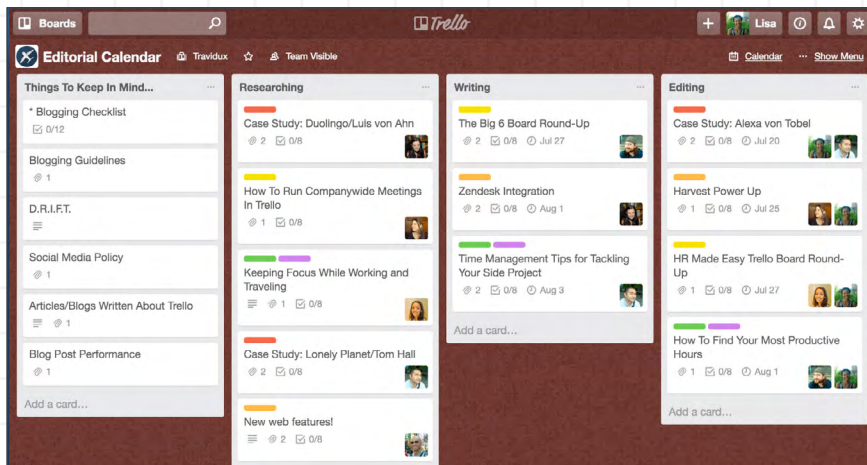 Boards
Trello
Lisa
Editorial Calendar
Travidux
Team Visible
Calendar
... Show Menu
Things To Keep In Mind...
* Blogging Checklist
0/12
Blogging Guidelines
1
D.R.I.F.T.
Social Media Policy
1
Articles/Blogs Written About Trello
1
Blog Post Performance
1
Add a card...
Researching
Case Study: Duolingo/Luis von Ahn
2 0/8
How To Run Companywide Meetings
In Trello
1 0/8
Keeping Focus While Working and
Traveling
1 0/8
Case Study: Lonely Planet/Tom Hall
2 0/8
New web features!
2 0/8
Writing
The Big 6 Board Round-Up
2 0/8 Jul 27
Zendesk Integration
2 0/8 Aug 1
Time Management Tips for Tackling
Your Side Project
2 0/8 Aug 3
Add a card...
Editing
Case Study: Alexa von Tobel
2 0/8 Jul 20
Harvest Power Up
1 0/8 Jul 25
HR Made Easy Trello Board Round-
Up
1 0/8 Jul 27
How To Find Your Most Productive
Hours
1 0/8 Aug 1
Add a card...